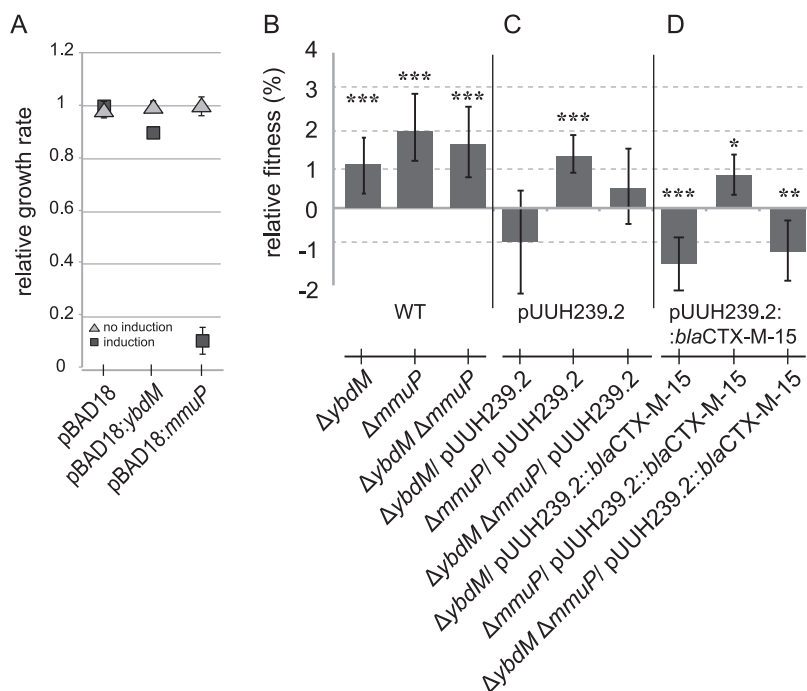 A
relative growth rate
1.2
1
0.8
0.6
0.4
0.2
0
no induction
induction
pBAD18
pBAD18:ybdM
pBAD18:mmuP
B
C
D
relative fitness (%)
4
3
2
1
0
-1
-2
***
***
***
***
***
*
**
WT
pUUH239.2
pUUH239.2:
:blaCTX-M-15
ΔybdM
ΔmmuP
ΔybdM ΔmmuP
ΔybdM/ pUUH239.2
ΔmmuP/ pUUH239.2
ΔybdM ΔmmuP/ pUUH239.2
ΔybdM/ pUUH239.2::blaCTX-M-15
ΔmmuP/ pUUH239.2::blaCTX-M-15
ΔybdM ΔmmuP/ pUUH239.2::blaCTX-M-15